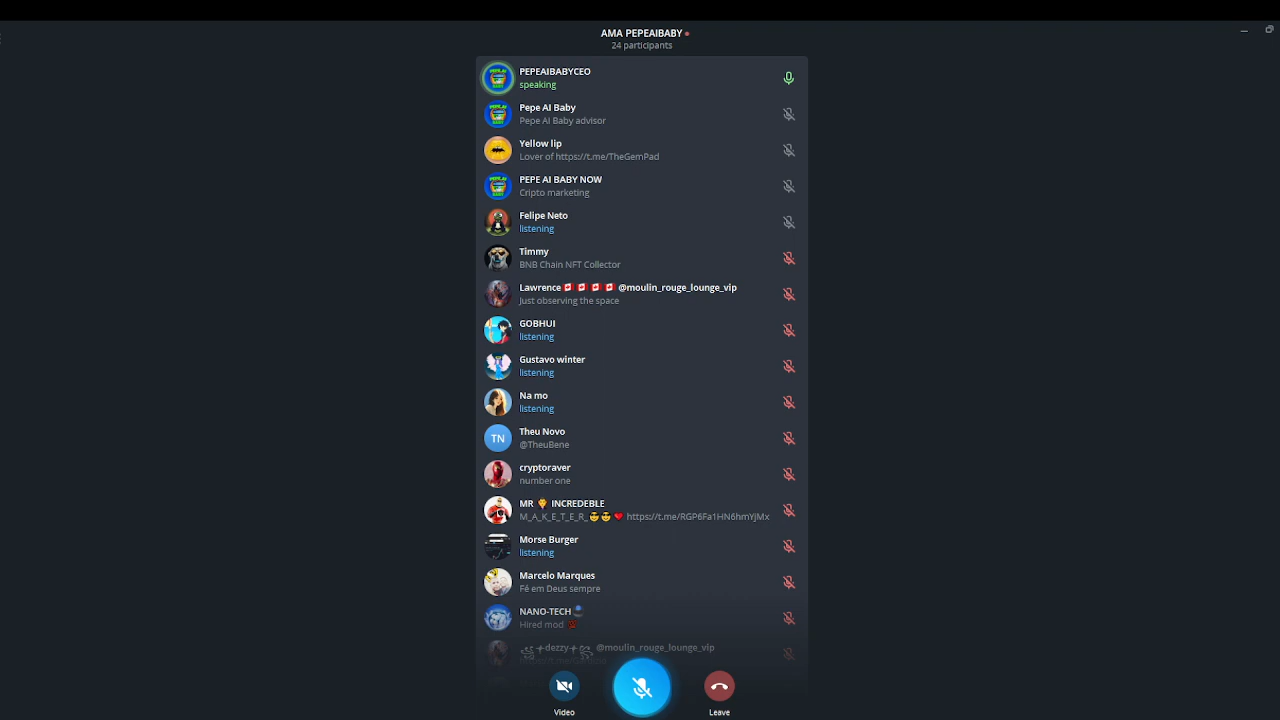 AMA PEPEAIBABY
24 participants
PEPEAIBABYCEO
speaking
Pepe AI Baby
Pepe AI Baby advisor
Yellow lip
Lover of https://t.me/TheGemPad
PEPE AI BABY NOW
Cripto marketing
Felipe Neto
listening
Timmy
BNB Chain NFT Collector
Lawrence🇨🇦🇨🇦🇨🇦🇨🇦 @moulin_rouge_lounge_vip
Just observing the space
GOBHUI
listening
Gustavo winter
listening
Na mo
listening
TN
Theu Novo
@TheuBene
cryptoraver
number one
MR 🦁 INCREDEBLE
M_A_K_E_T_E_R_😎😎❤️ https://t.me/RGP6Fa1HN6hmYjMx
Morse Burger
listening
Marcelo Marques
Fé em Deus sempre
NANO-TECH
Hired mod 💯
dezzy @moulin_rouge_lounge_vip
Video
Leave